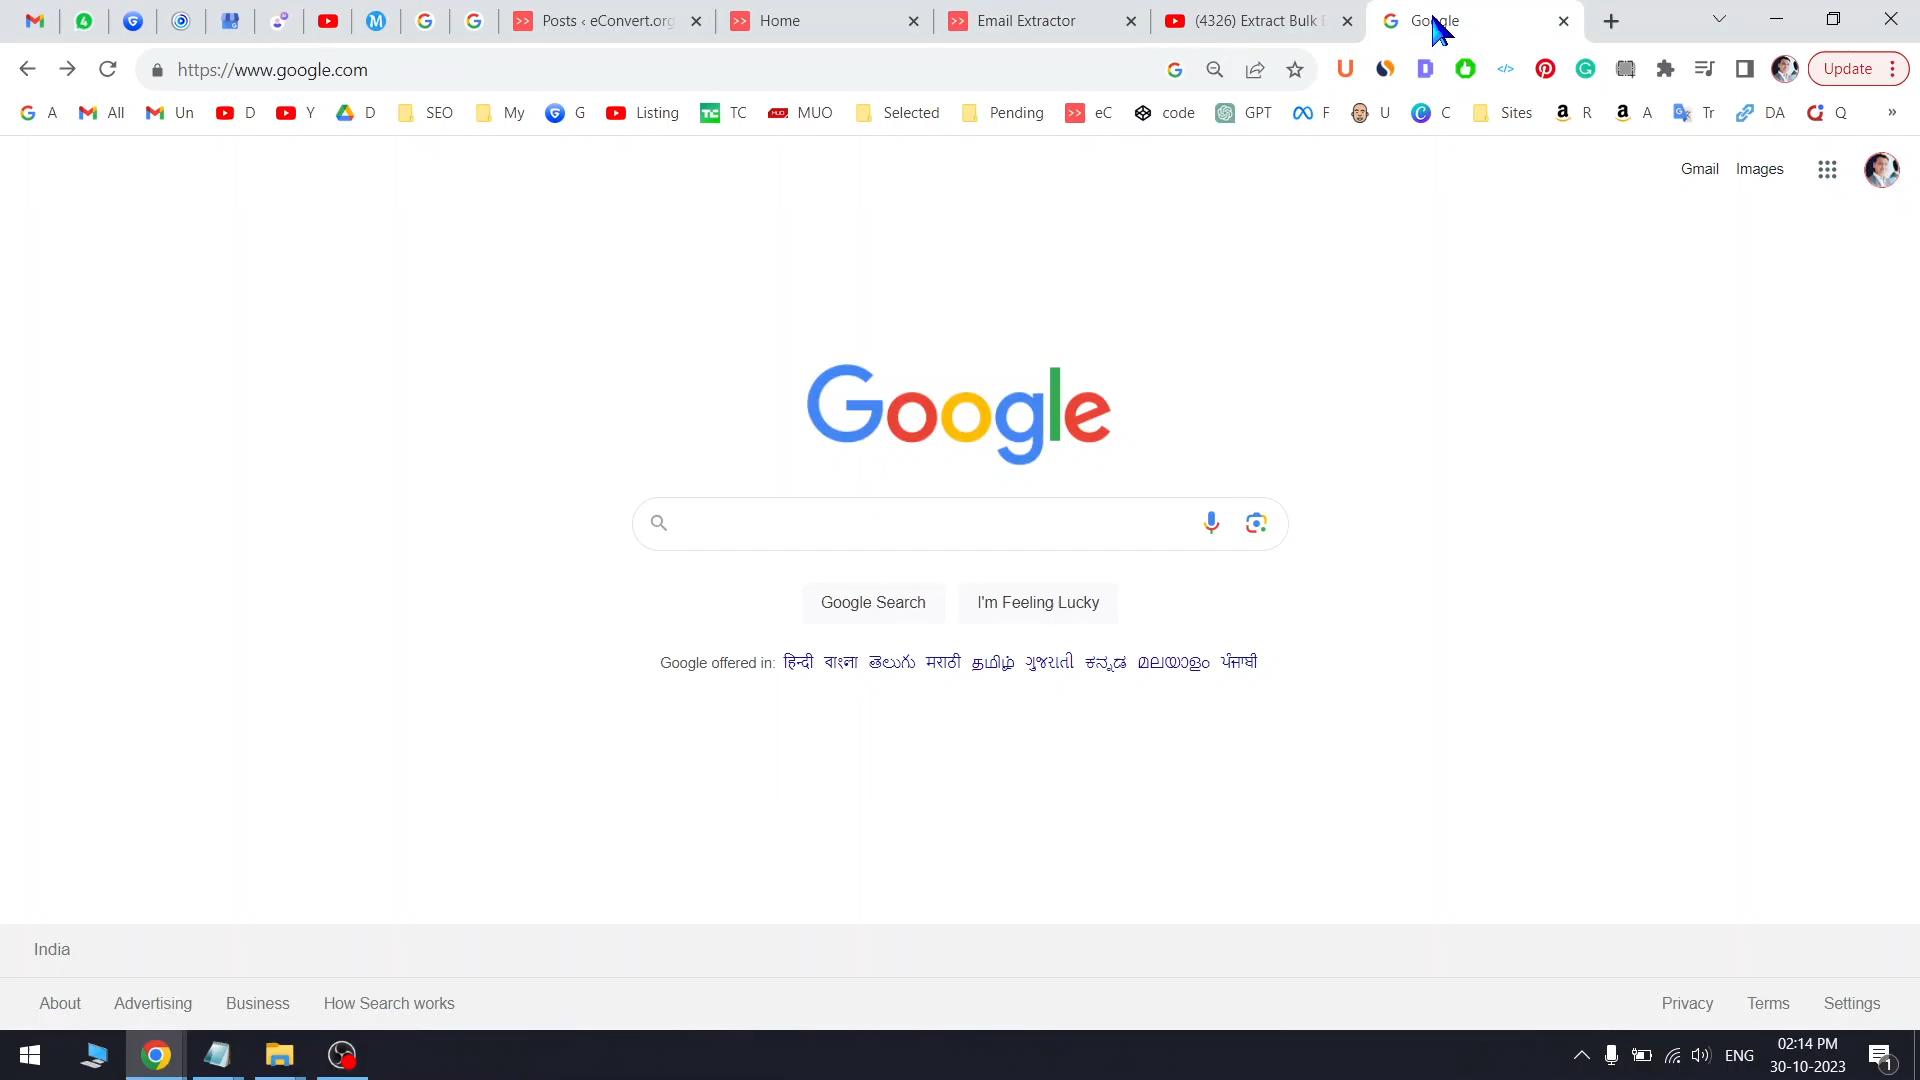 Posts ‹ eConvert.org
Home
Email Extractor
(4326) Extract Bulk E
Google
https://www.google.com
Update
A
All
Un
D
Y
D
SEO
My
G
Listing
TC
MUO
Selected
Pending
eC
code
GPT
F
U
C
Sites
R
A
Tr
DA
Q
»
Gmail Images
Google
Google Search
I'm Feeling Lucky
Google offered in: हिन्दी বাংলা తెలుగు मराठी தமிழ் ગુજરાતી ಕನ್ನಡ മലയാളം ਪੰਜਾਬੀ
India
About Advertising Business How Search works
Privacy Terms Settings
ENG
02:14 PM
30-10-2023
1